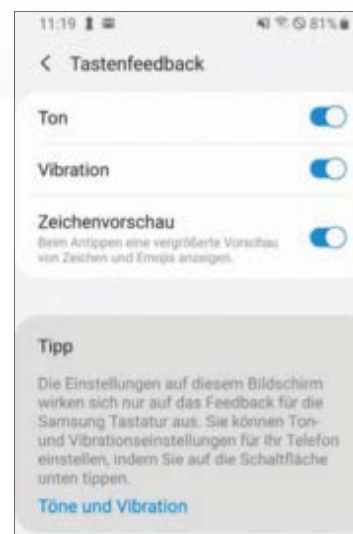 11:19 81%
< Tastenfeedback
Ton
Vibration
Zeichenvorschau
Beim Antippen eine vergrößerte Vorschau
von Zeichen und Emojis anzeigen.
Tipp
Die Einstellungen auf diesem Bildschirm
wirken sich nur auf das Feedback für die
Samsung Tastatur aus. Sie können Ton-
und Vibrationseinstellungen für Ihr Telefon
einstellen, indem Sie auf die Schaltfläche
unten tippen.
Töne und Vibration